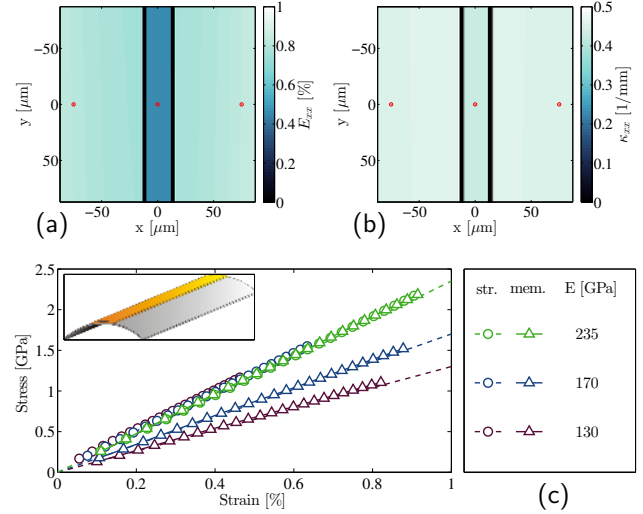 −50
0
50
y [μm]
−50 0 50
x [μm]
(a)
1
0.8
0.6
0.4
0.2
0
E_xx [%]
−50
0
50
y [μm]
−50 0 50
x [μm]
(b)
0.5
0.4
0.3
0.2
0.1
0
κ_xx [1/mm]
2.5
2
1.5
1
0.5
0
Stress [GPa]
0 0.2 0.4 0.6 0.8 1
Strain [%]
str. mem. E [GPa]
235
170
130
(c)